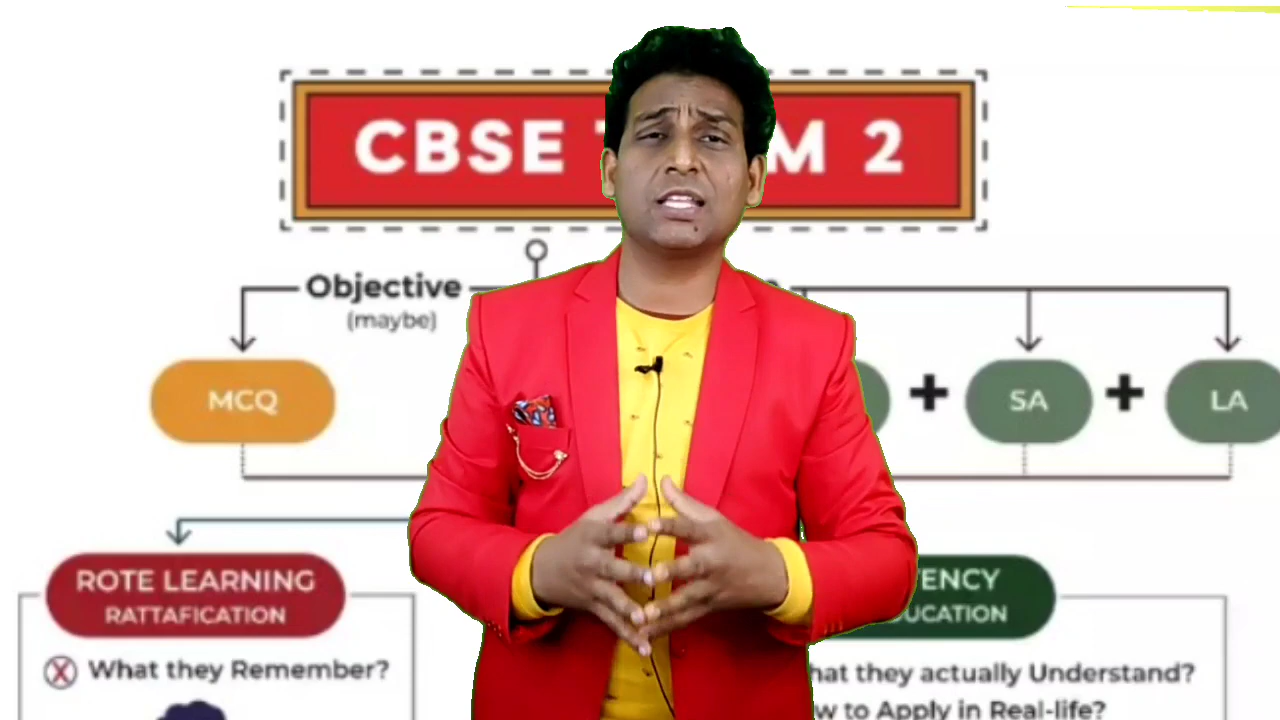 CBSE M 2
Objective
(maybe)
MCQ + SA + LA
ROTE LEARNING
RATTAFICATION
What they Remember?
ENCY
UCATION
hat they actually Understand?
w to Apply in Real-life?